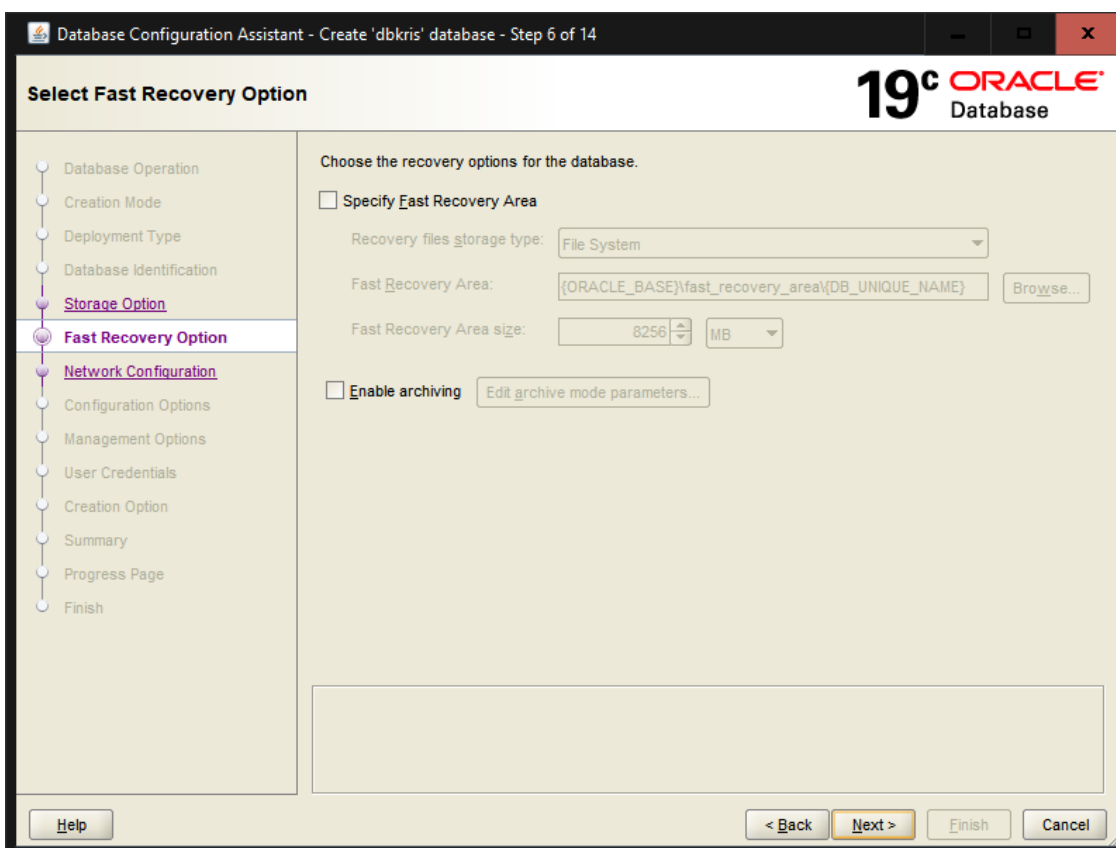 Database Configuration Assistant - Create 'dbkris' database - Step 6 of 14
Select Fast Recovery Option
19c ORACLE
Database
Database Operation
Creation Mode
Deployment Type
Database Identification
Storage Option
Fast Recovery Option
Network Configuration
Configuration Options
Management Options
User Credentials
Creation Option
Summary
Progress Page
Finish
Choose the recovery options for the database.
Specify Fast Recovery Area
Recovery files storage type: File System
Fast Recovery Area: {ORACLE_BASE}\fast_recovery_area\{DB_UNIQUE_NAME} Browse...
Fast Recovery Area size: 8256 MB
Enable archiving Edit archive mode parameters...
Help < Back Next > Finish Cancel